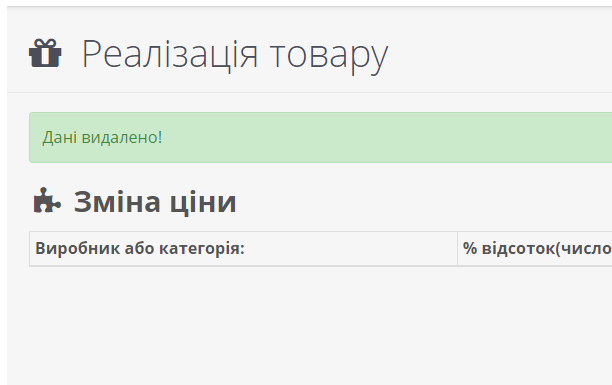 Реалізація товару
Дані видалено!
Зміна ціни
Виробник або категорія:
% відсоток(число